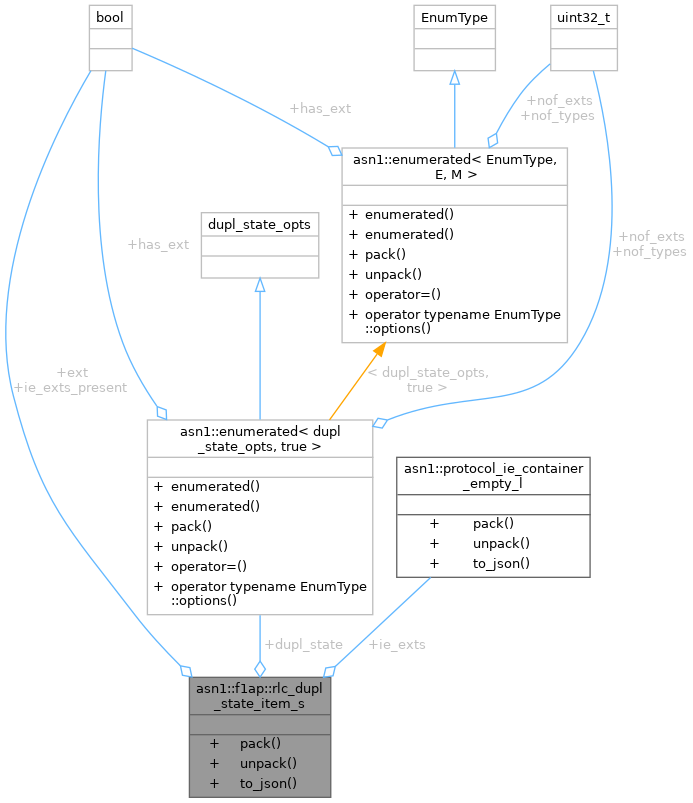 bool
EnumType
uint32_t
+has_ext
+nof_exts
+nof_types
asn1::enumerated< EnumType,
E, M >
+ enumerated()
+ enumerated()
+ pack()
+ unpack()
+ operator=()
+ operator typename EnumType
::options()
dupl_state_opts
+has_ext
+nof_exts
+nof_types
+ext
+ie_exts_present
< dupl_state_opts,
true >
asn1::enumerated< dupl
_state_opts, true >
+ enumerated()
+ enumerated()
+ pack()
+ unpack()
+ operator=()
+ operator typename EnumType
::options()
asn1::protocol_ie_container
_empty_l
+ pack()
+ unpack()
+ to_json()
+dupl_state
+ie_exts
asn1::f1ap::rlc_dupl
_state_item_s
+ pack()
+ unpack()
+ to_json()